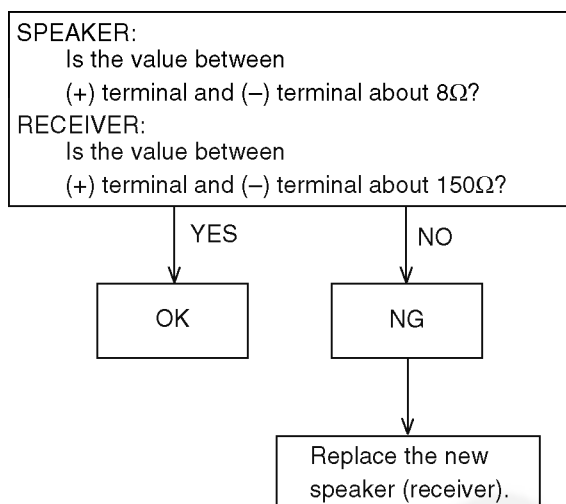 SPEAKER:
Is the value between
(+) terminal and (–) terminal about 8Ω?
RECEIVER:
Is the value between
(+) terminal and (–) terminal about 150Ω?
YES
NO
OK
NG
Replace the new
speaker (receiver).